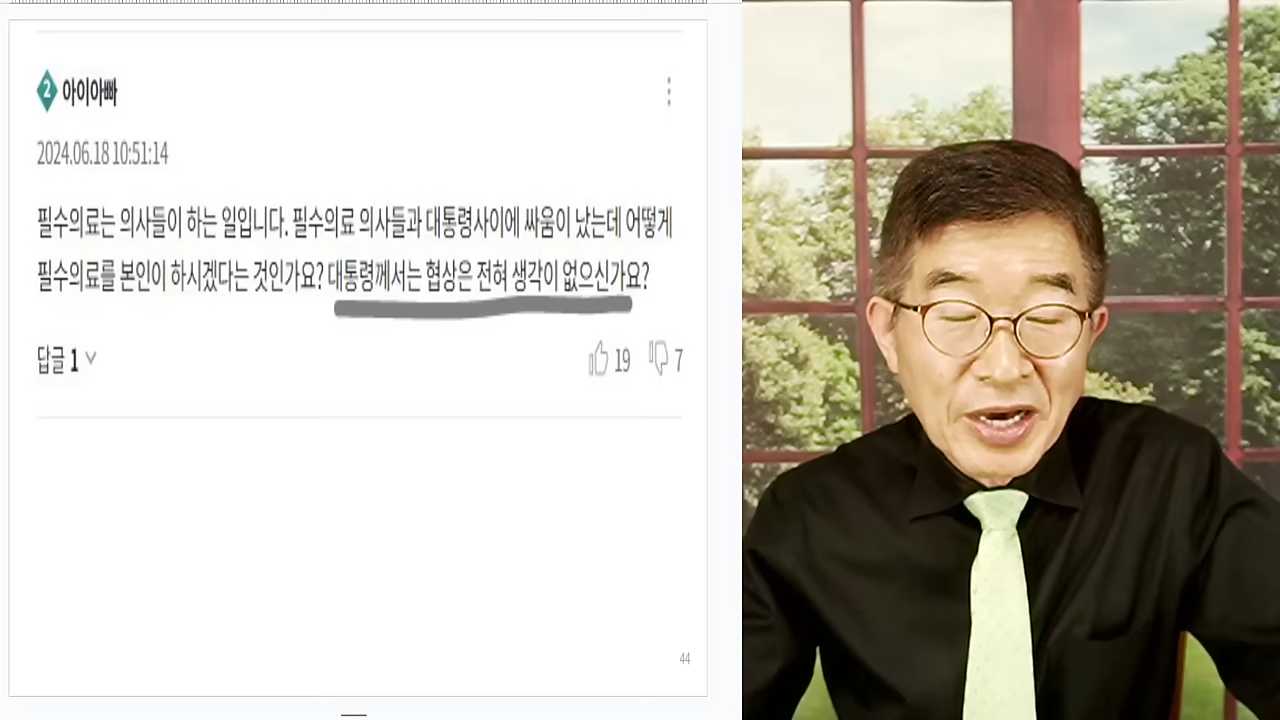 2 아이아빠
2024.06.18 10:51:14
필수의료는 의사들이 하는 일입니다. 필수의료 의사들과 대통령사이에 싸움이 났는데 어떻게
필수의료를 본인이 하시겠다는 것인가요? 대통령께서는 협상은 전혀 생각이 없으신가요?
답글 1
19 7
44